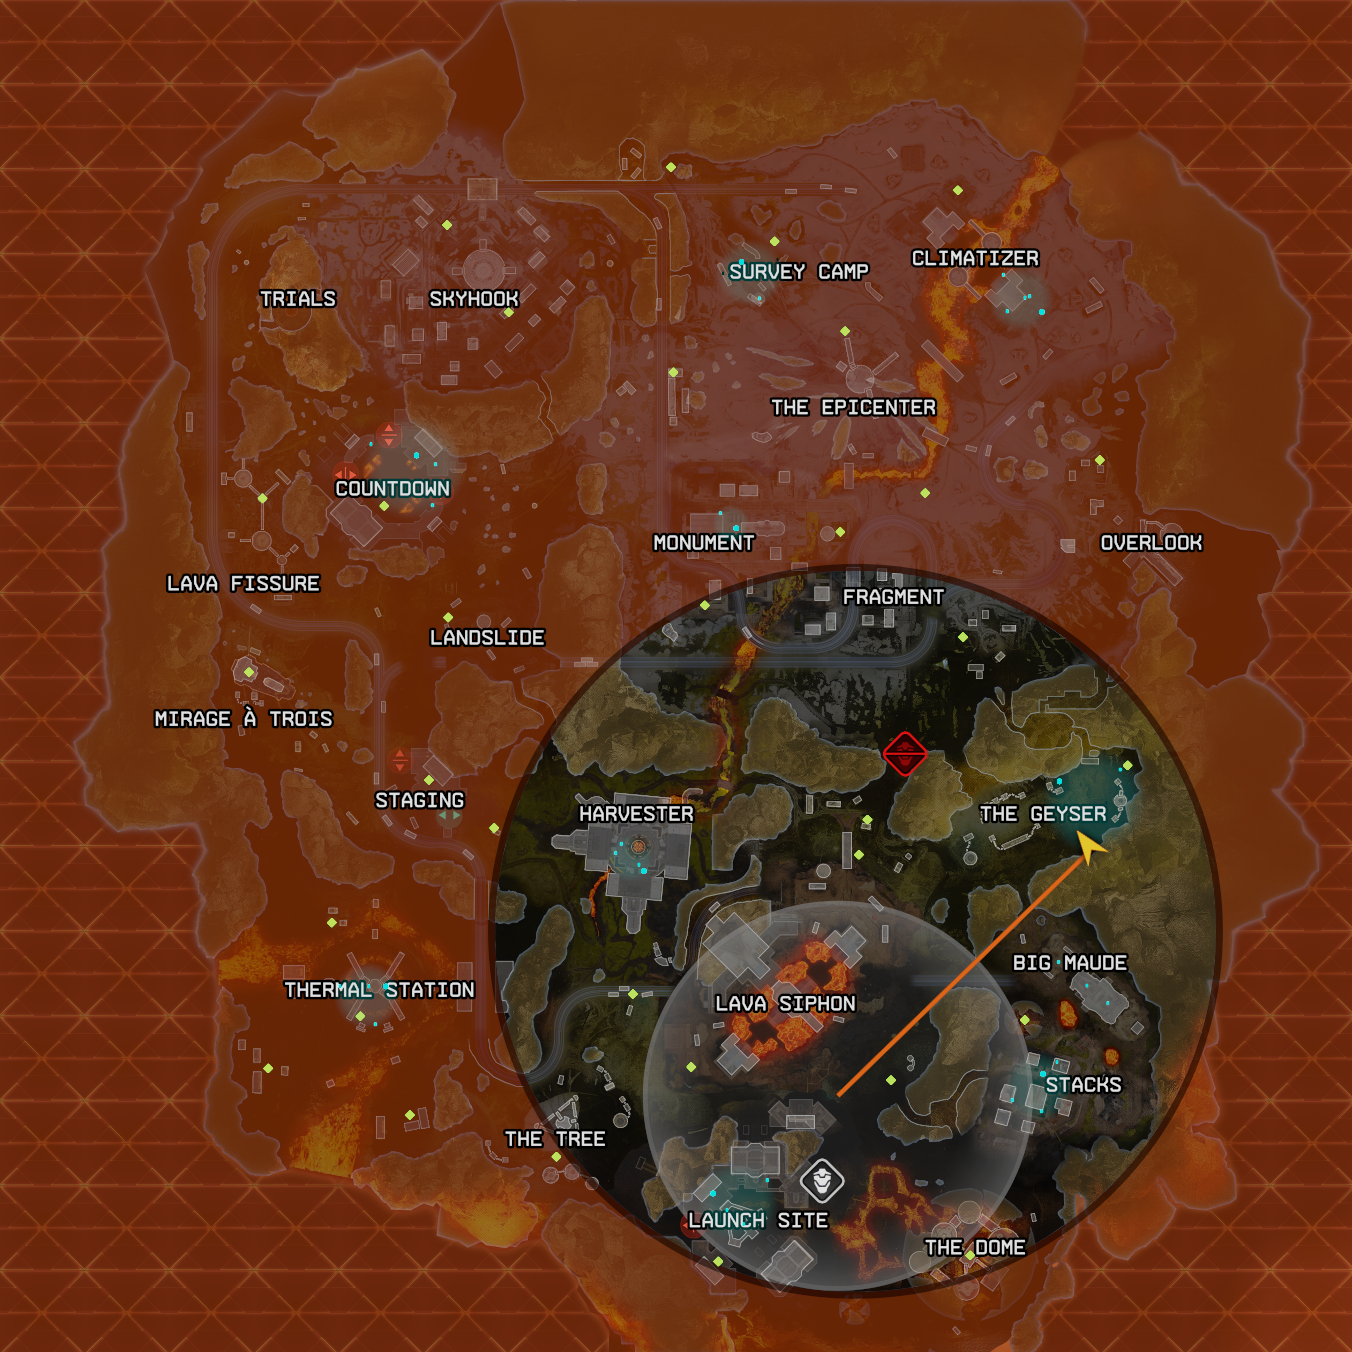 CLIMATIZER
SURVEY CAMP
TRIALS
SKYHOOK
THE EPICENTER
COUNTDOWN
MONUMENT
OVERLOOK
LAVA FISSURE
FRAGMENT
LANDSLIDE
MIRAGE À TROIS
STAGING
HARVESTER
THE GEYSER
BIG MAUDE
THERMAL STATION
LAVA SIPHON
STACKS
THE TREE
LAUNCH SITE
THE DOME